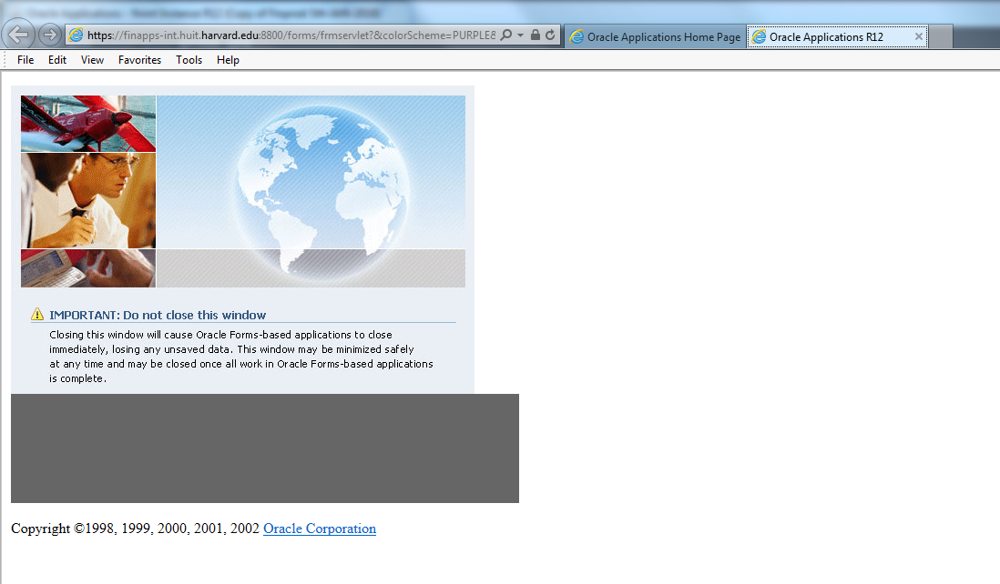 https://finapps-int.huit.harvard.edu:8800/forms/frmservlet?&colorScheme=PURPLE&
Oracle Applications Home Page
Oracle Applications R12
File Edit View Favorites Tools Help
IMPORTANT: Do not close this window
Closing this window will cause Oracle Forms-based applications to close
immediately, losing any unsaved data. This window may be minimized safely
at any time and may be closed once all work in Oracle Forms-based applications
is complete.
Copyright ©1998, 1999, 2000, 2001, 2002 Oracle Corporation